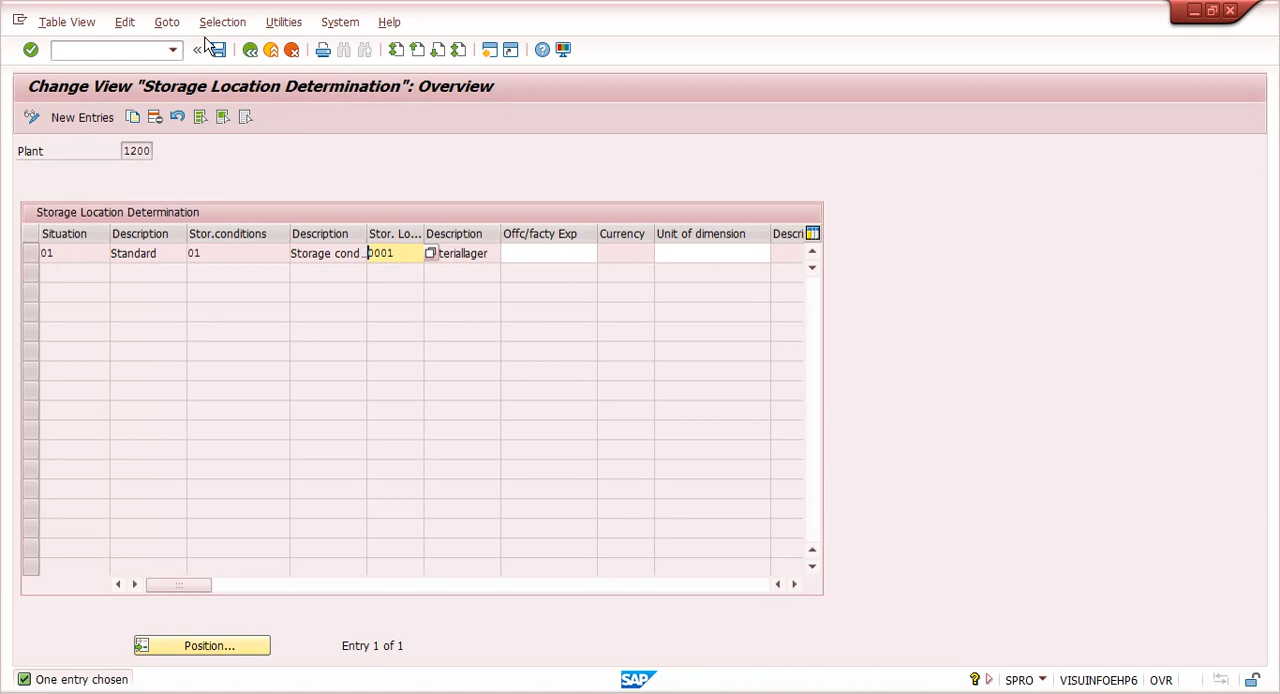 Table View Edit Goto Selection Utilities System Help
Change View "Storage Location Determination": Overview
New Entries
Plant 1200
Storage Location Determination
Situation Description Stor.conditions Description Stor. Lo... Description Offc/facty Exp Currency Unit of dimension Descri
01 Standard 01 Storage cond... 0001 teriallager
Position... Entry 1 of 1
One entry chosen SAP SPRO VISUINFOEHP6 OVR